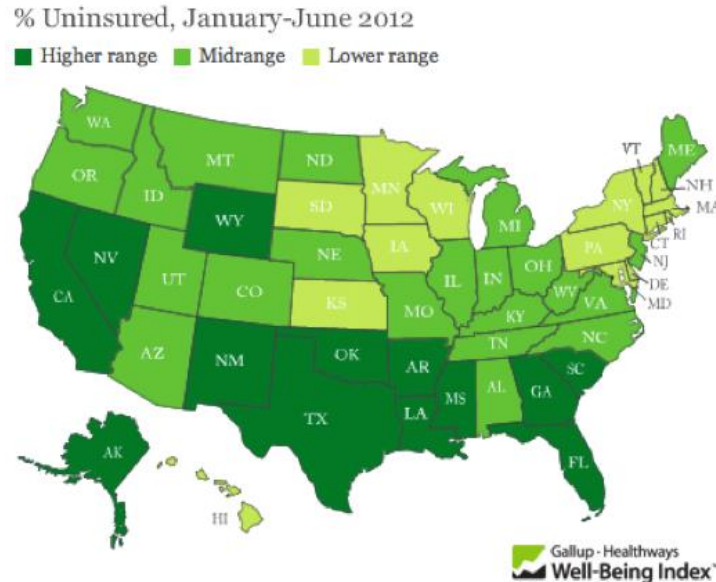 % Uninsured, January-June 2012
Higher range Midrange Lower range
WA
MT
ND
MN
VT
ME
OR
ID
WY
SD
WI
NY
NH
MA
MI
RI
CT
NV
NE
IA
PA
NJ
CA
UT
CO
IL
IN
OH
DE
KS
MO
WV
VA
MD
KY
AZ
NM
OK
AR
TN
NC
SC
TX
LA
MS
AL
GA
AK
FL
HI
Gallup-Healthways
Well-Being Index